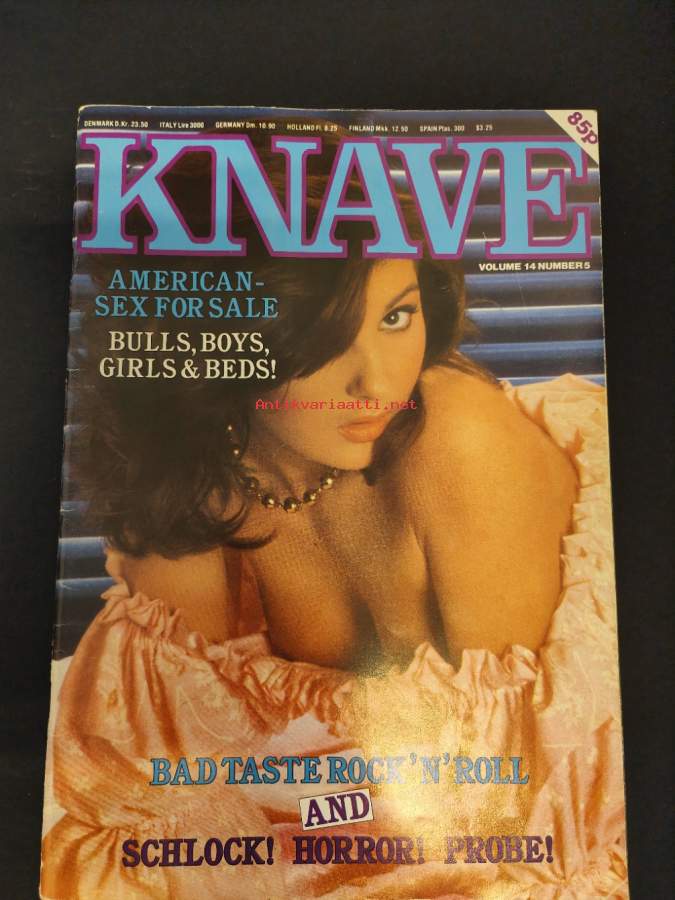 DENMARK D.Kr. 23.50 ITALY Lire 3000 GERMANY Dm. 10.90 HOLLAND Fl. 8.25 FINLAND Mkk. 12.50 SPAIN Ptas. 300 $3.25
85p
KNAVE
VOLUME 14 NUMBER 5
AMERICAN-
SEX FOR SALE
BULLS, BOYS,
GIRLS & BEDS!
Antikvariaatti.net
BAD TASTE ROCK 'N' ROLL
AND
SCHLOCK! HORROR! PROBE!